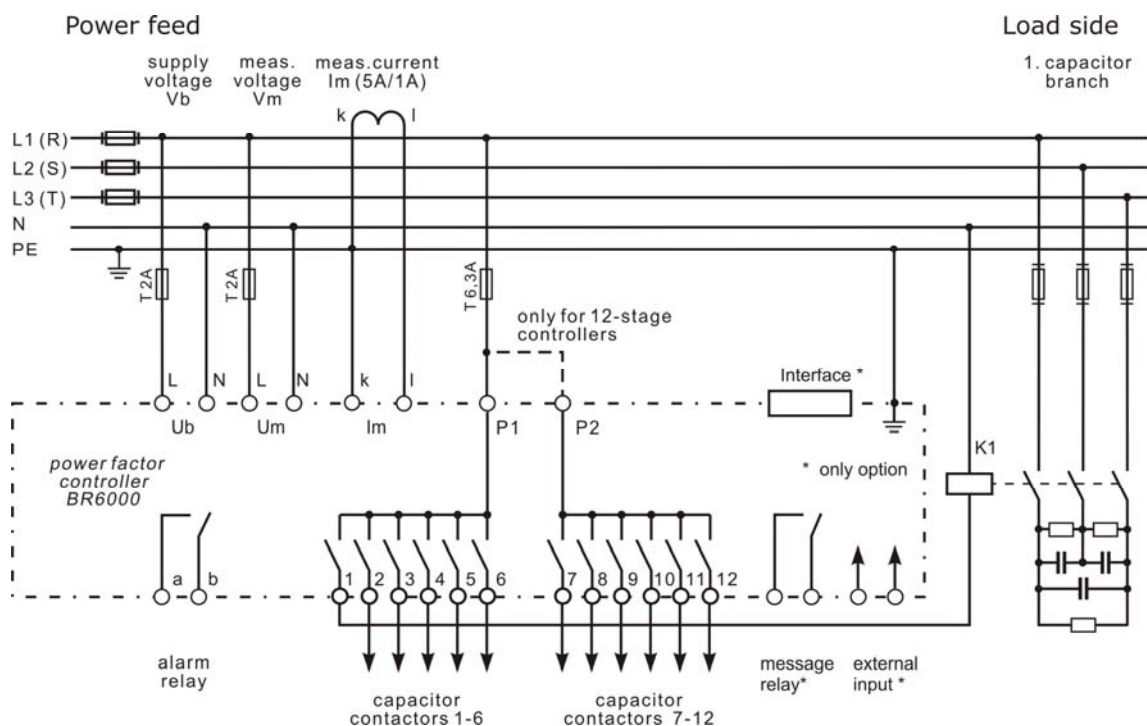 Power feed
Load side
supply
voltage
Vb
meas.
voltage
Vm
meas.current
Im (5A/1A)
1. capacitor
branch
k
l
L1 (R)
L2 (S)
L3 (T)
N
PE
T 2A
T 2A
T 6,3A
only for 12-stage
controllers
L
N
L
N
k
l
Interface *
Ub
Um
Im
P1
P2
K1
power factor
controller
BR6000
* only option
a
b
1
2
3
4
5
6
7
8
9
10
11
12
alarm
relay
capacitor
contactors 1-6
capacitor
contactors 7-12
message
relay*
external
input *